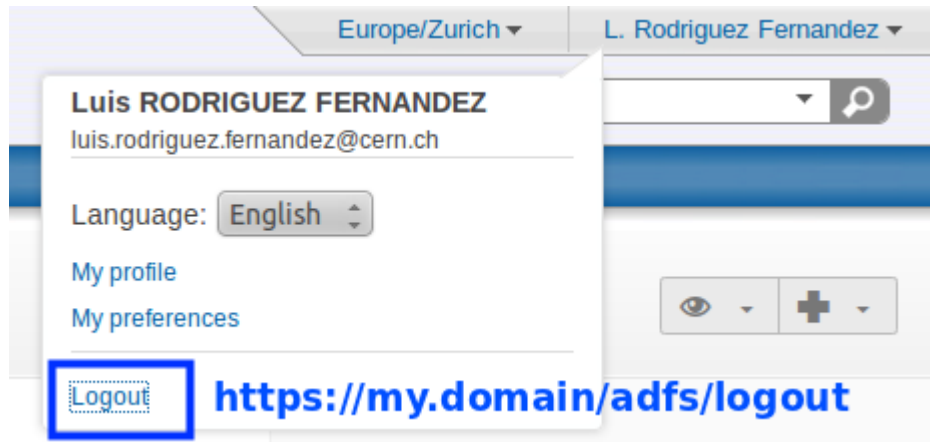 Europe/Zurich L. Rodriguez Fernandez
Luis RODRIGUEZ FERNANDEZ
luis.rodriguez.fernandez@cern.ch
Language: English
My profile
My preferences
Logout https://my.domain/adfs/logout